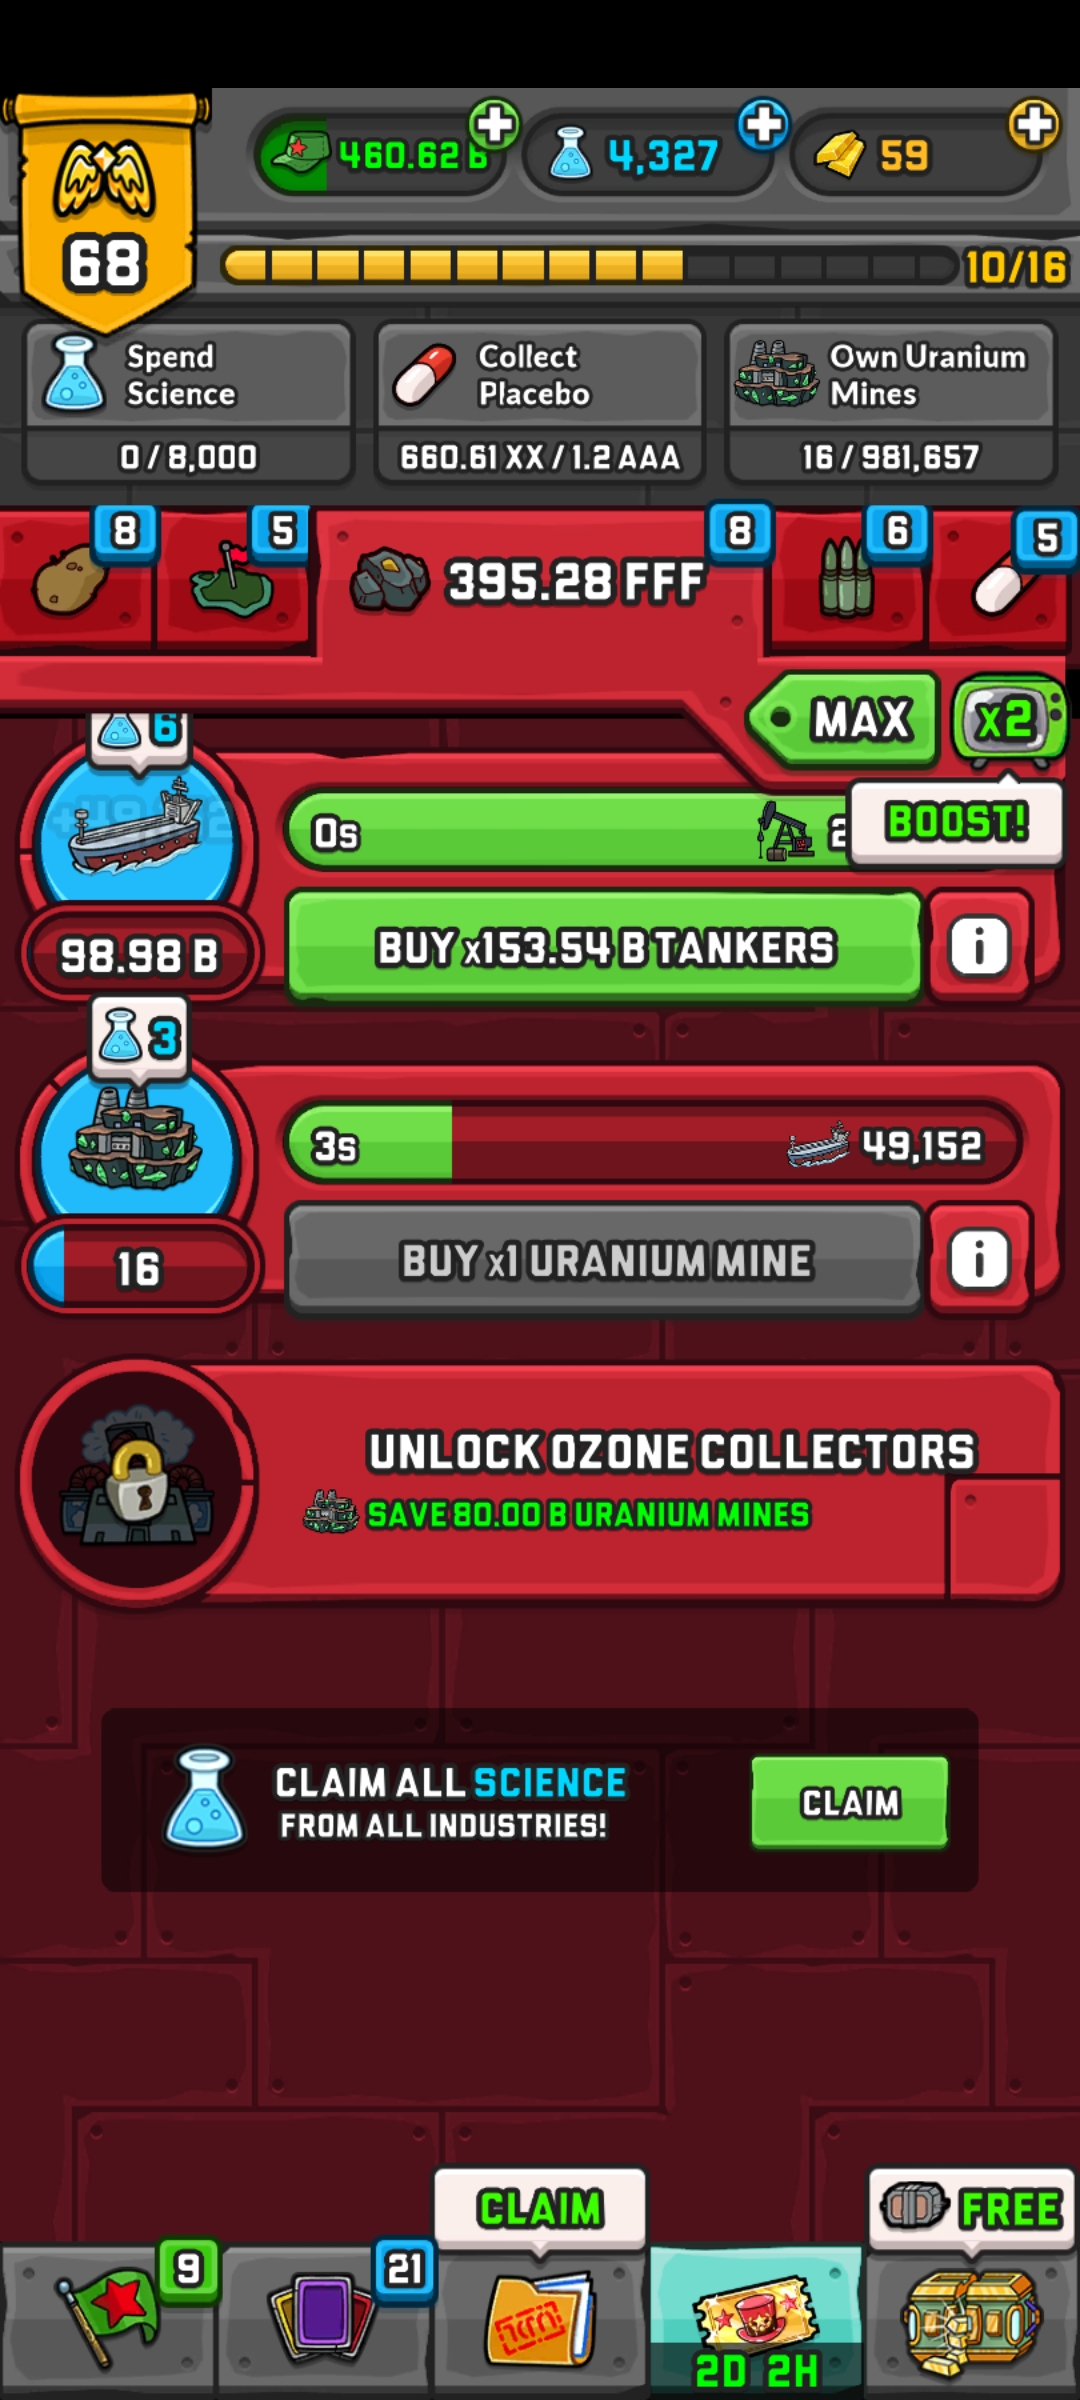 460.62 B
4,327
59
68
10/16
Spend
Science
0 / 8,000
Collect
Placebo
660.61 XX / 1.2 AAA
Own Uranium
Mines
16 / 981,657
8
5
395.28 FFF
8
6
5
MAX
x2
BOOST!
6
0s
2
98.98 B
BUY x153.54 B TANKERS
i
3
3s
49,152
16
BUY x1 URANIUM MINE
i
UNLOCK OZONE COLLECTORS
SAVE 80.00 B URANIUM MINES
CLAIM ALL SCIENCE
FROM ALL INDUSTRIES!
CLAIM
CLAIM
FREE
9
21
2D 2H